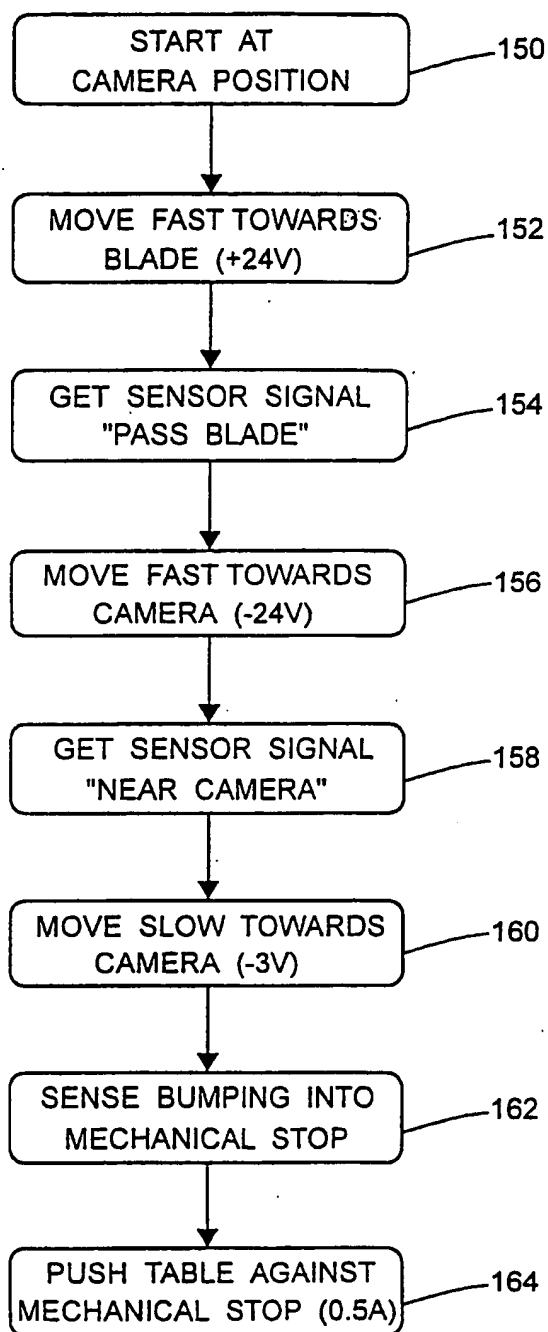 START AT
CAMERA POSITION
150
MOVE FAST TOWARDS
BLADE (+24V)
152
GET SENSOR SIGNAL
"PASS BLADE"
154
MOVE FAST TOWARDS
CAMERA (-24V)
156
GET SENSOR SIGNAL
"NEAR CAMERA"
158
MOVE SLOW TOWARDS
CAMERA (-3V)
160
SENSE BUMPING INTO
MECHANICAL STOP
162
PUSH TABLE AGAINST
MECHANICAL STOP (0.5A)
164